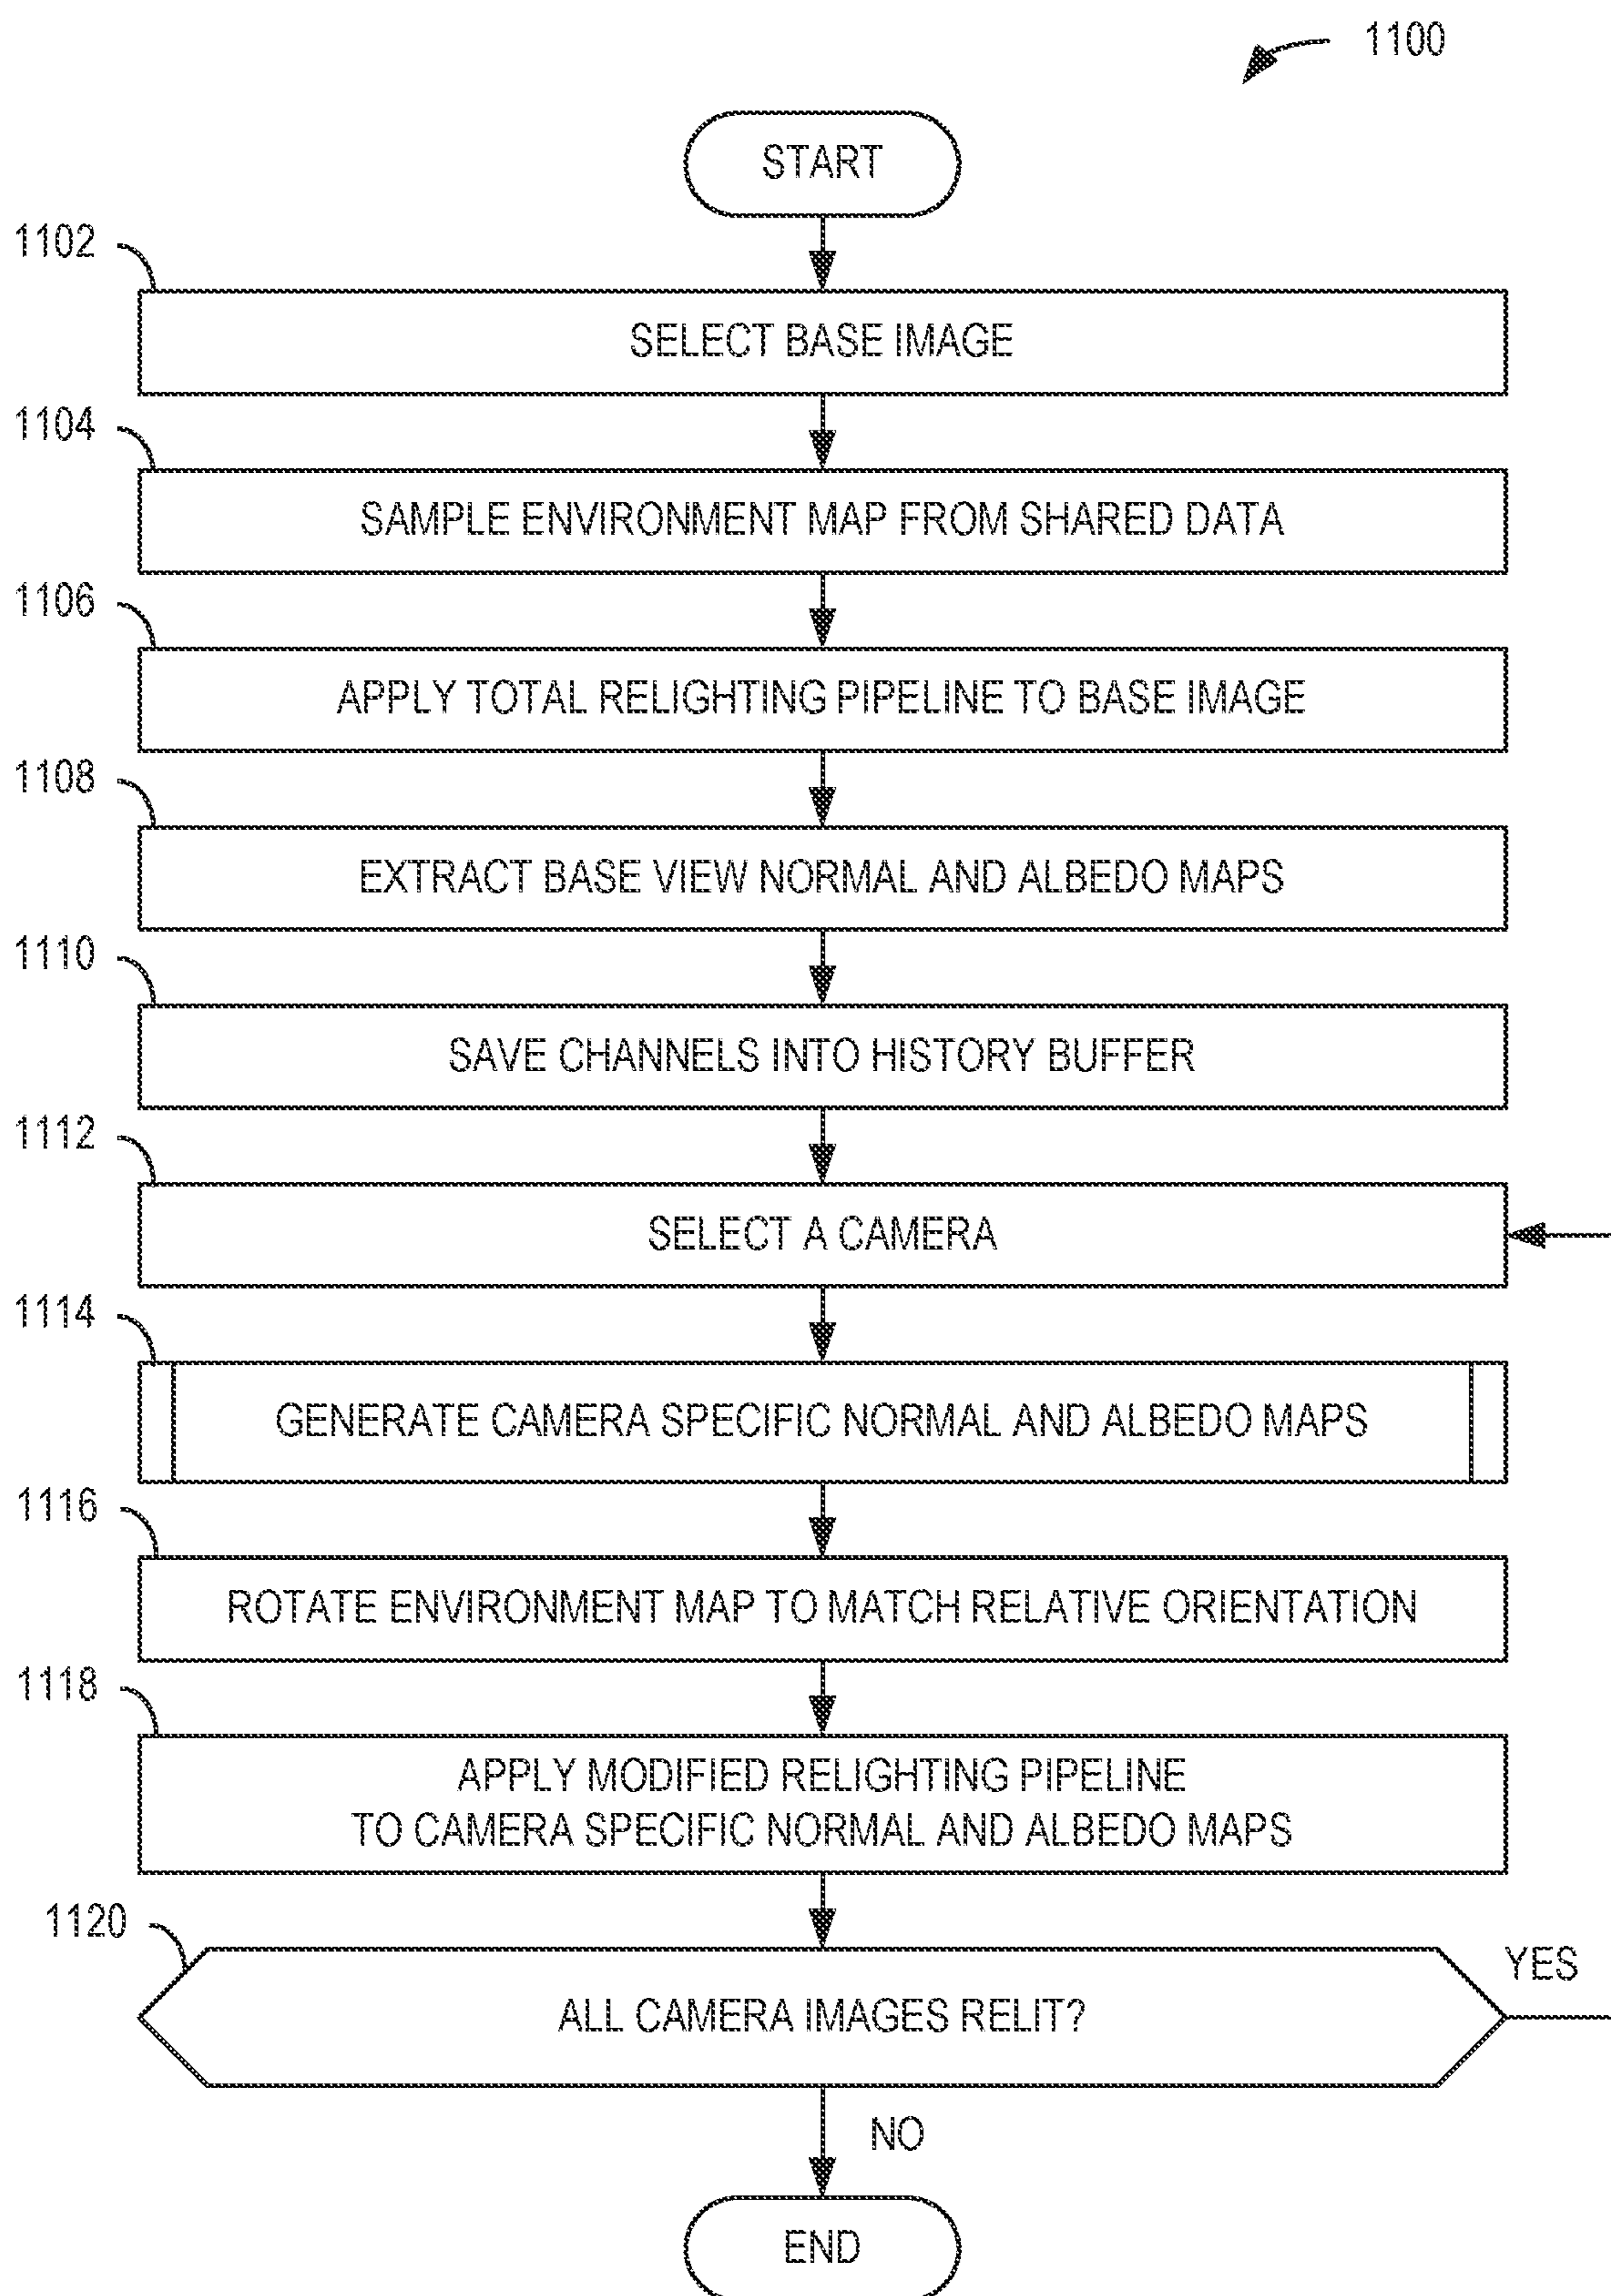 1100
START
1102
SELECT BASE IMAGE
1104
SAMPLE ENVIRONMENT MAP FROM SHARED DATA
1106
APPLY TOTAL RELIGHTING PIPELINE TO BASE IMAGE
1108
EXTRACT BASE VIEW NORMAL AND ALBEDO MAPS
1110
SAVE CHANNELS INTO HISTORY BUFFER
1112
SELECT A CAMERA
1114
GENERATE CAMERA SPECIFIC NORMAL AND ALBEDO MAPS
1116
ROTATE ENVIRONMENT MAP TO MATCH RELATIVE ORIENTATION
1118
APPLY MODIFIED RELIGHTING PIPELINE
TO CAMERA SPECIFIC NORMAL AND ALBEDO MAPS
1120
YES
ALL CAMERA IMAGES RELIT?
NO
END